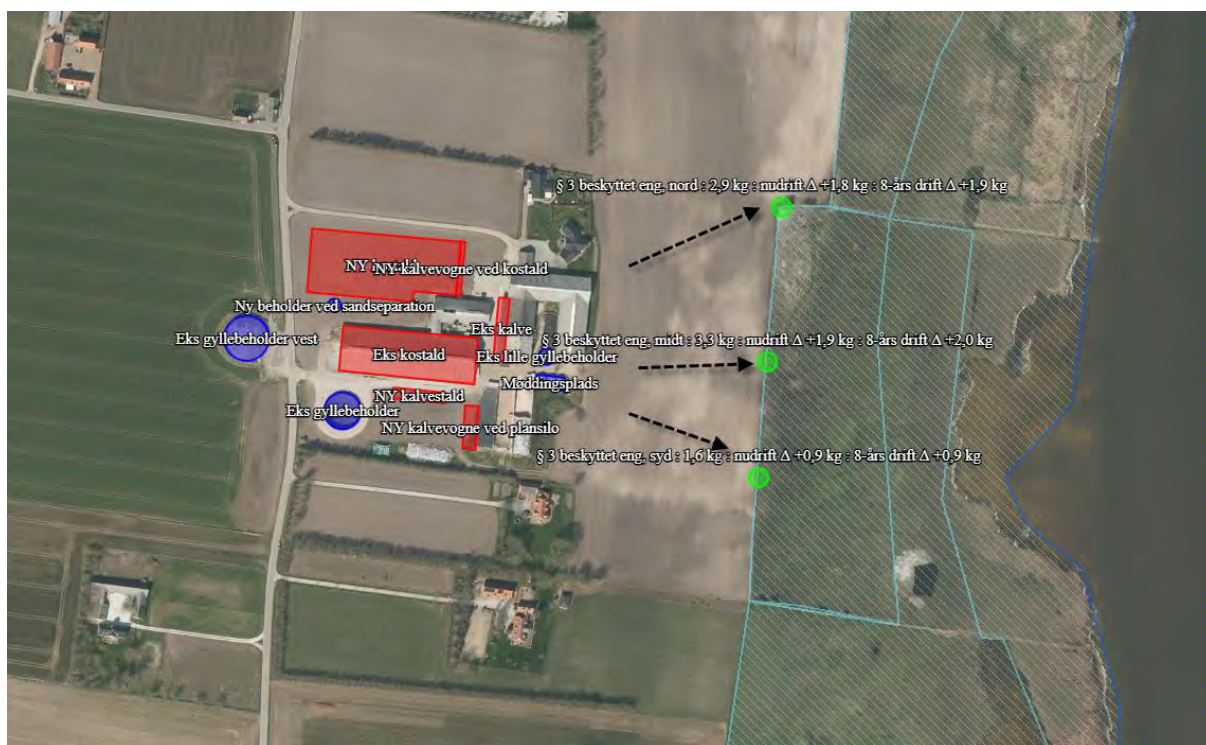 § 3 beskyttet eng, nord : 2,9 kg : nudrift Δ +1,8 kg : 8-års drift Δ +1,9 kg
NY kalvevogne ved kostald
Ny beholder ved sandseparation
Eks gyllebeholder vest
Eks kalve
§ 3 beskyttet eng, midt : 3,3 kg : nudrift Δ +1,9 kg : 8-års drift Δ +2,0 kg
Eks kostald
Eks lille gyllebeholder
Møddingsplads
NY kalvestald
Eks gyllebeholder
NY kalvevogne ved plansilo
§ 3 beskyttet eng, syd : 1,6 kg : nudrift Δ +0,9 kg : 8-års drift Δ +0,9 kg